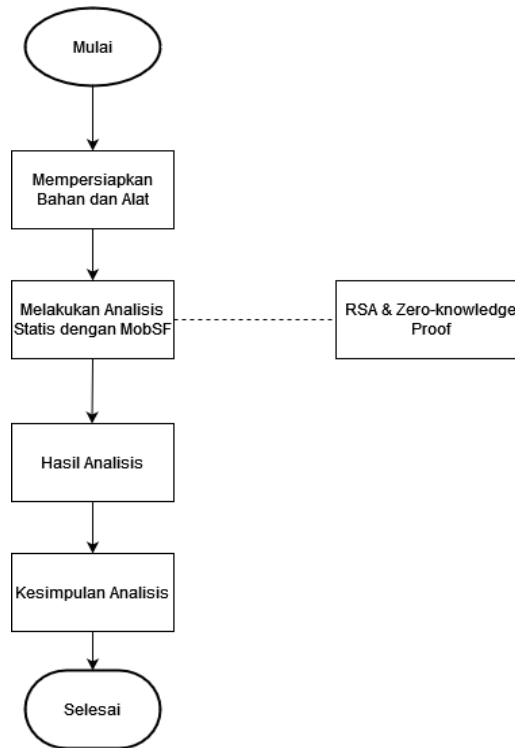 Mulai
Mempersiapkan
Bahan dan Alat
Melakukan Analisis
Statis dengan MobSF
RSA & Zero-knowledge
Proof
Hasil Analisis
Kesimpulan Analisis
Selesai